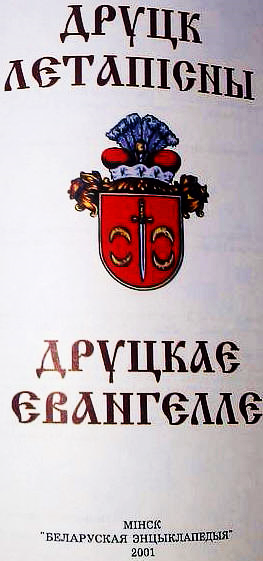 ДРУЦК
ЛЕТАПІСНЫ
ДРУЦКАЕ
ЕВАНГЕЛЛЕ
МІНСК
"БЕЛАРУСКАЯ ЭНЦЫКЛАПЕДЫЯ"
2001